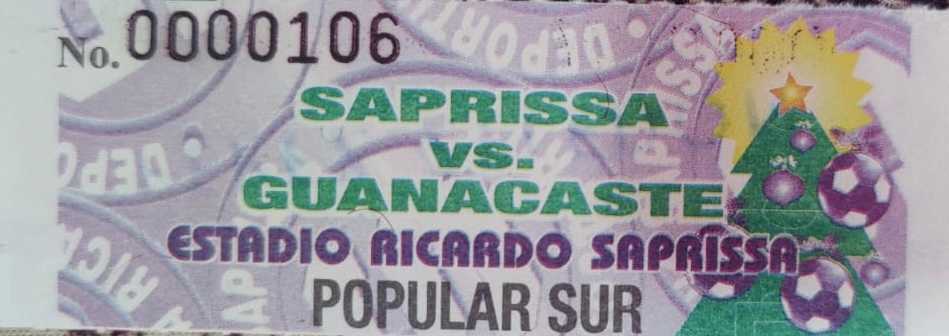 No. 0000106
SAPRISSA
VS.
GUANACASTE
ESTADIO RICARDO SAPRISSA
POPULAR SUR